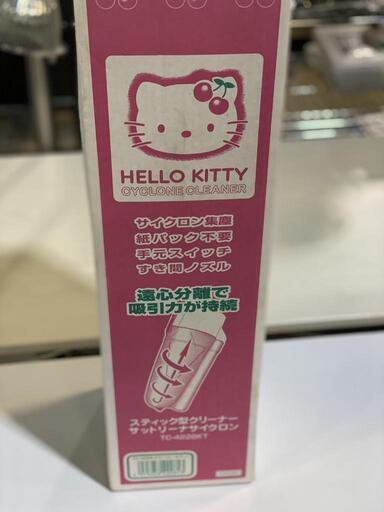 HELLO KITTY
CYCLONE CLEANER
サイクロン集塵
紙パック不要
手元スイッチ
すき間ノズル
遠心分離で
吸引力が持続
スティック型クリーナー
サットリーナサイクロン
TC-4228KT